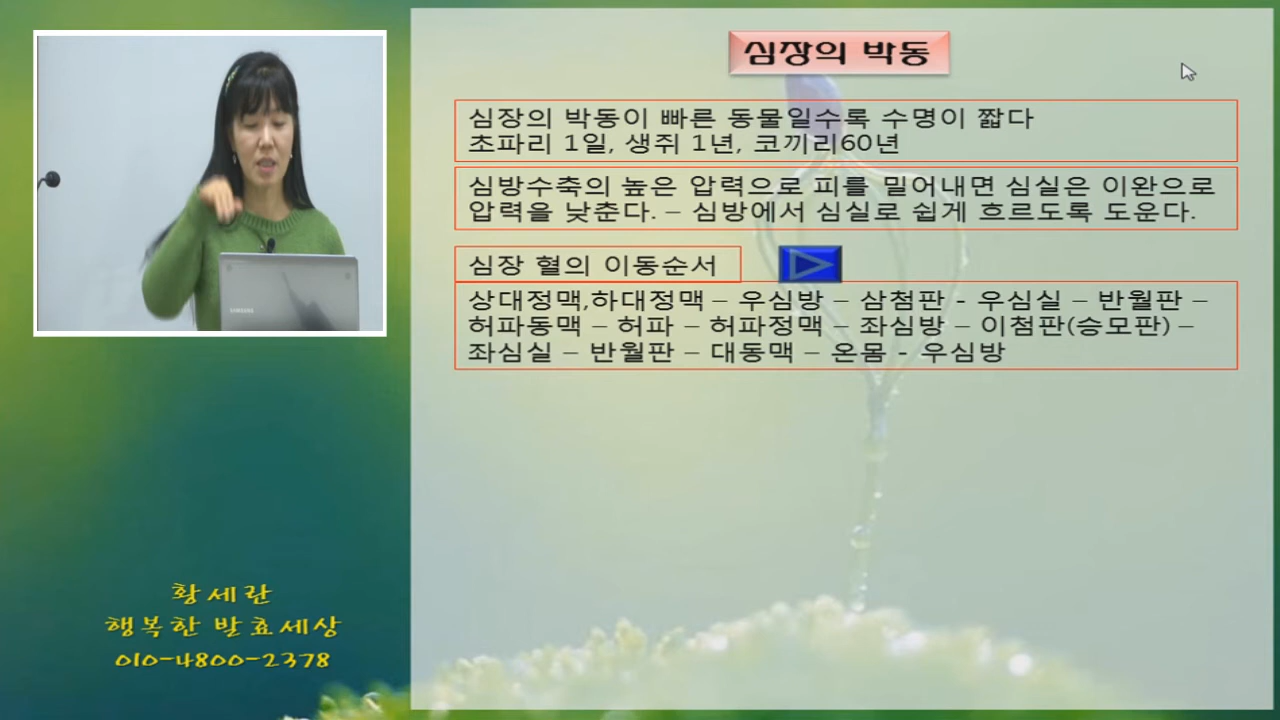 심장의 박동
심장의 박동이 빠른 동물일수록 수명이 짧다
초파리 1일, 생쥐 1년, 코끼리60년
심방수축의 높은 압력으로 피를 밀어내면 심실은 이완으로
압력을 낮춘다. – 심방에서 심실로 쉽게 흐르도록 도운다.
심장 혈의 이동순서
상대정맥,하대정맥 – 우심방 – 삼첨판 - 우심실 – 반월판 –
허파동맥 – 허파 – 허파정맥 – 좌심방 – 이첨판(승모판) –
좌심실 – 반월판 – 대동맥 – 온몸 - 우심방
SAMSUNG
황세란
행복한 발효세상
010-4800-2378